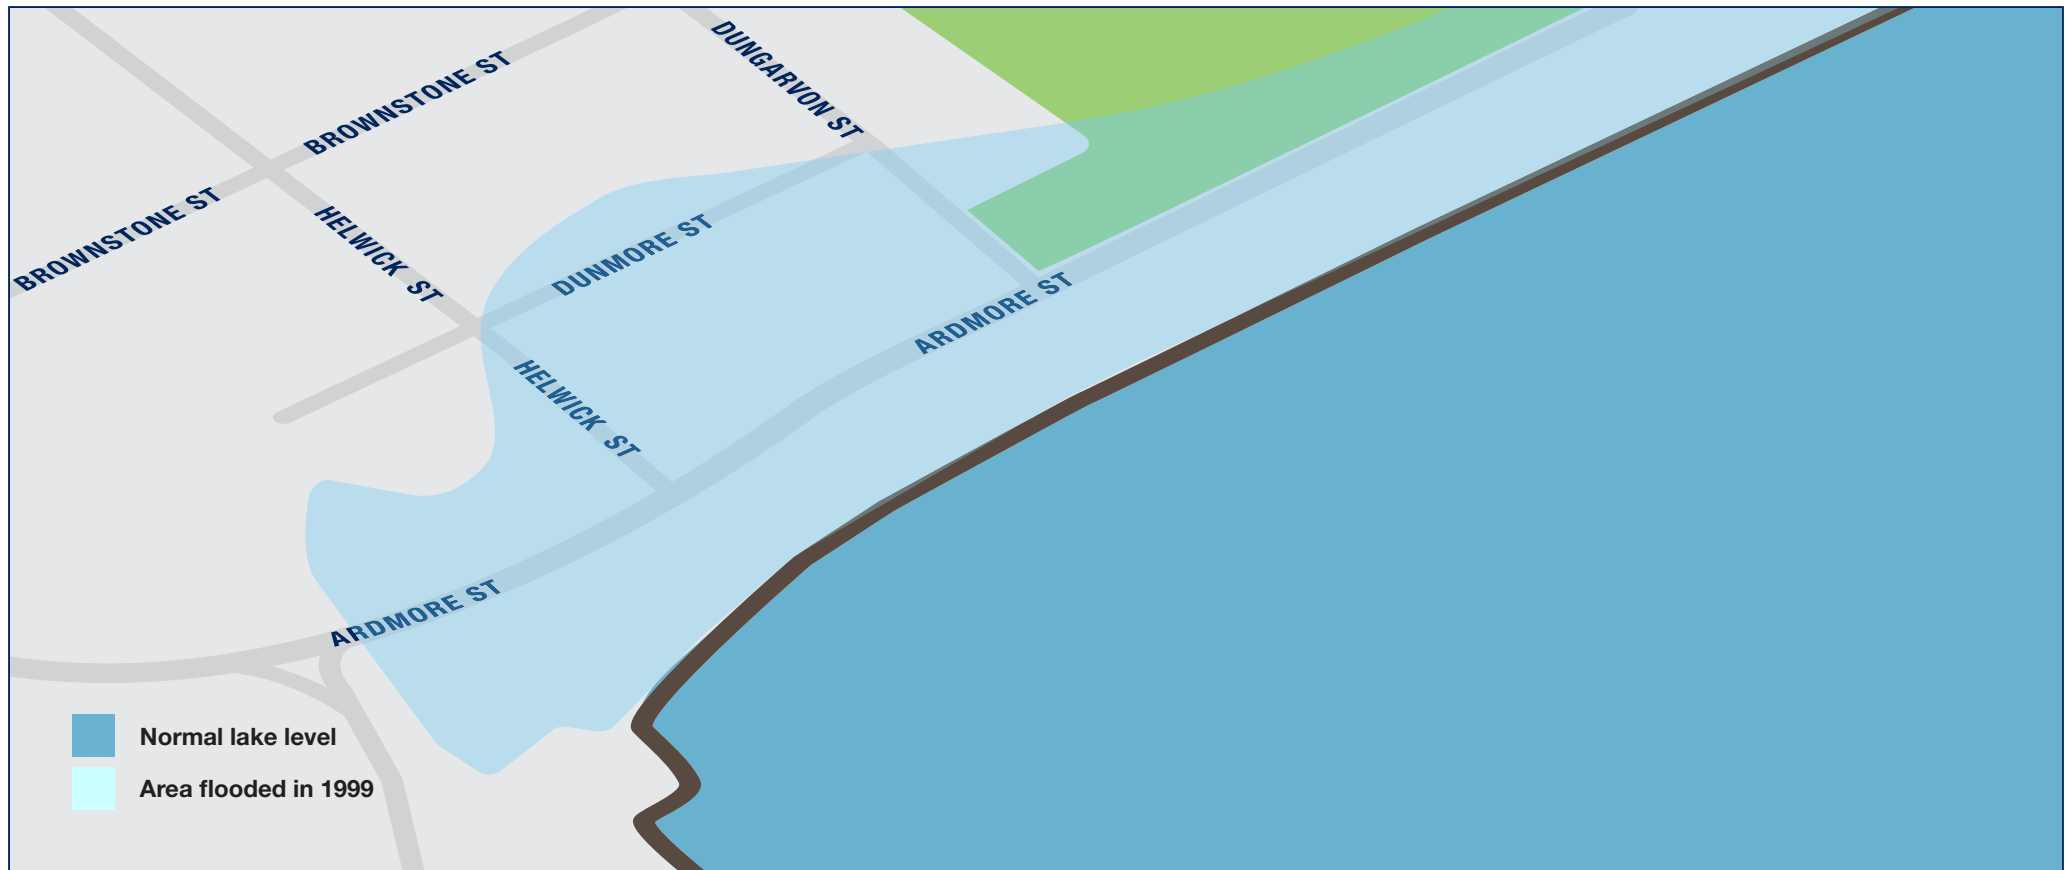 DUNGARVON ST
BROWNSTONE ST
BROWNSTONE ST
HELWICK ST
DUNMORE ST
ARDMORE ST
HELWICK ST
ARDMORE ST
Normal lake level
Area flooded in 1999